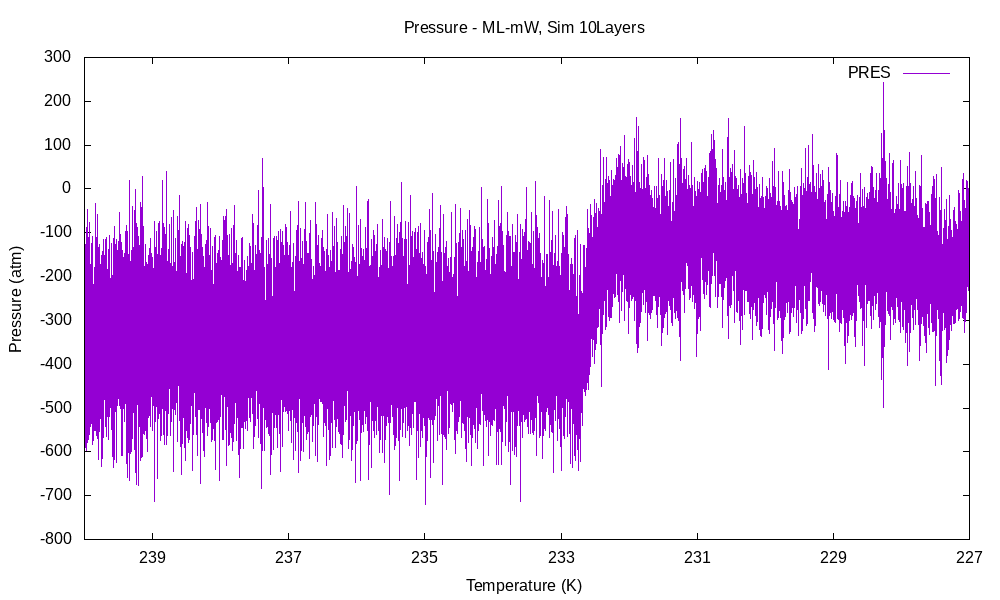 Pressure - ML-mW, Sim 10Layers
PRES
300
200
100
0
-100
-200
-300
-400
-500
-600
-700
-800
Pressure (atm)
239 237 235 233 231 229 227
Temperature (K)